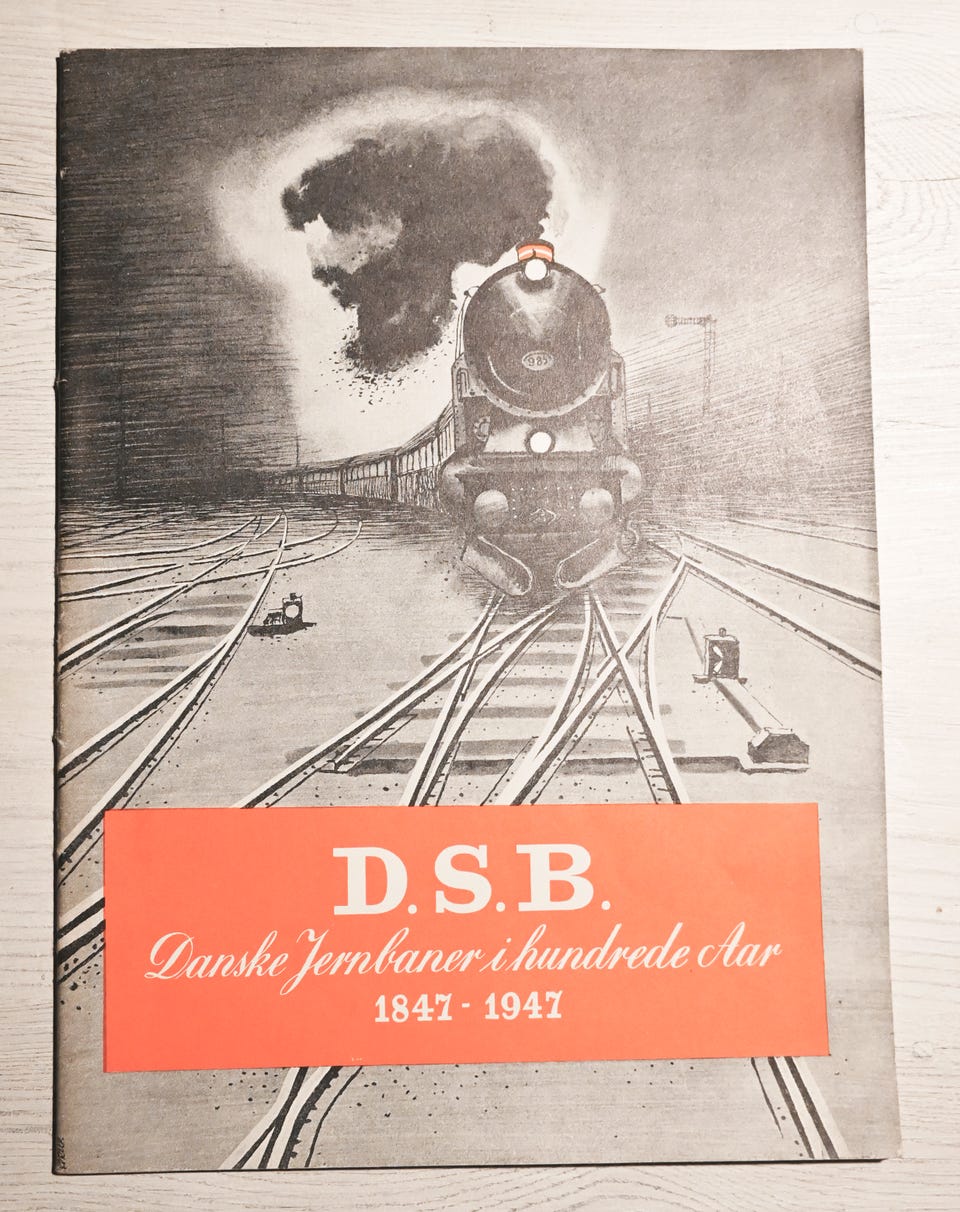 D.S.B.
Danske Jernbaner i hundrede Aar
1847 - 1947